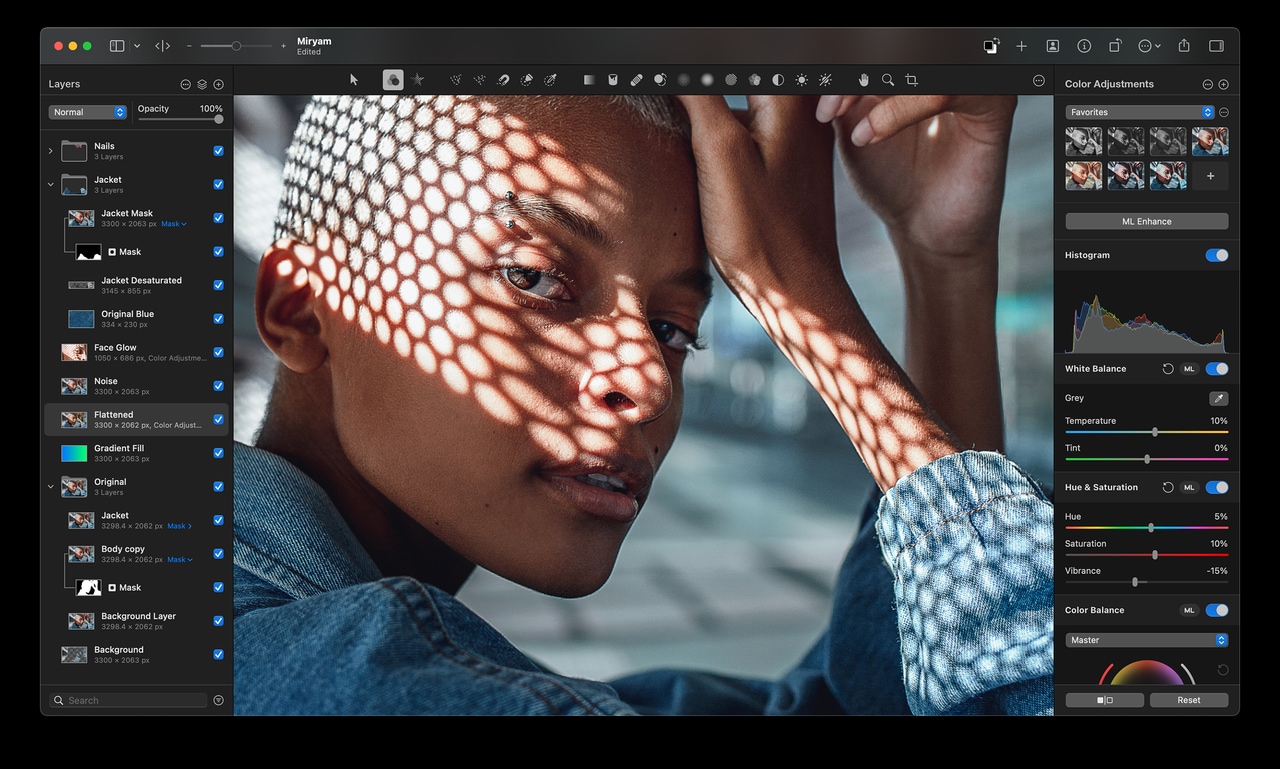 Miryam
Edited
Layers
Normal
Opacity 100%
Nails
3 Layers
Jacket
3 Layers
Jacket Mask
3300 × 2063 px Mask
Mask
Jacket Desaturated
3145 × 855 px
Original Blue
334 × 230 px
Face Glow
1050 × 686 px, Color Adjustme...
Noise
3300 × 2063 px
Flattened
3300 × 2062 px, Color Adjust...
Gradient Fill
3300 × 2063 px
Original
3 Layers
Jacket
3298.4 × 2062 px Mask
Body copy
3298.4 × 2062 px Mask
Mask
Background Layer
3298.4 × 2062 px
Background
3300 × 2063 px
Search
Color Adjustments
Favorites
ML Enhance
Histogram
White Balance ML
Grey
Temperature 10%
Tint 0%
Hue & Saturation ML
Hue 5%
Saturation 10%
Vibrance -15%
Color Balance ML
Master
Reset